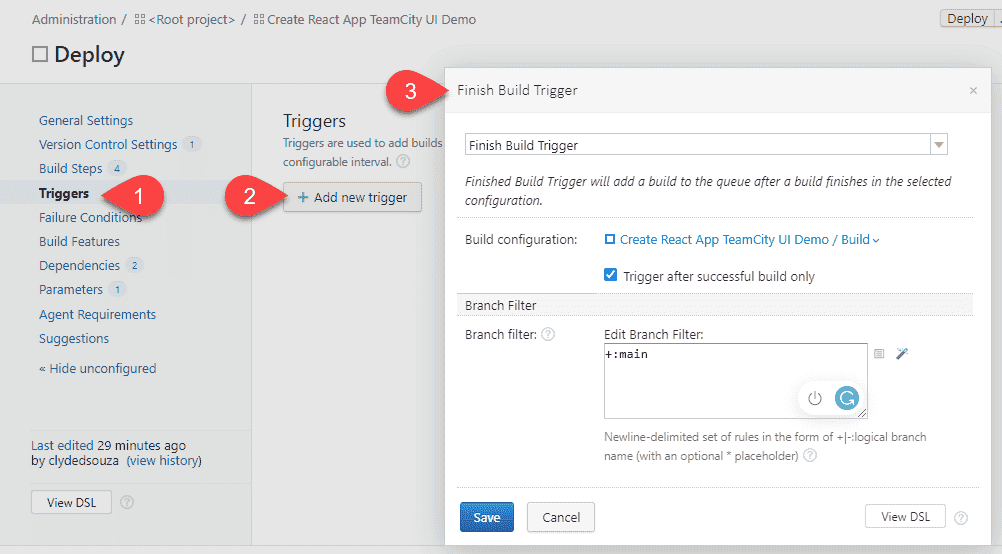 Administration / <Root project> / Create React App TeamCity UI Demo
Deploy
Deploy
General Settings
Version Control Settings 1
Build Steps 4
Triggers
Failure Conditions
Build Features
Dependencies 2
Parameters 1
Agent Requirements
Suggestions
« Hide unconfigured
Last edited 29 minutes ago
by clydedsouza (view history)
View DSL ?
1
Triggers
Triggers are used to add builds
configurable interval. ?
2
+ Add new trigger
3
Finish Build Trigger ×
Finish Build Trigger
Finished Build Trigger will add a build to the queue after a build finishes in the selected
configuration.
Build configuration: Create React App TeamCity UI Demo / Build
Trigger after successful build only
Branch Filter
Branch filter: ? Edit Branch Filter:
+:main
Newline-delimited set of rules in the form of +|-:logical branch
name (with an optional * placeholder) ?
Save Cancel View DSL ?